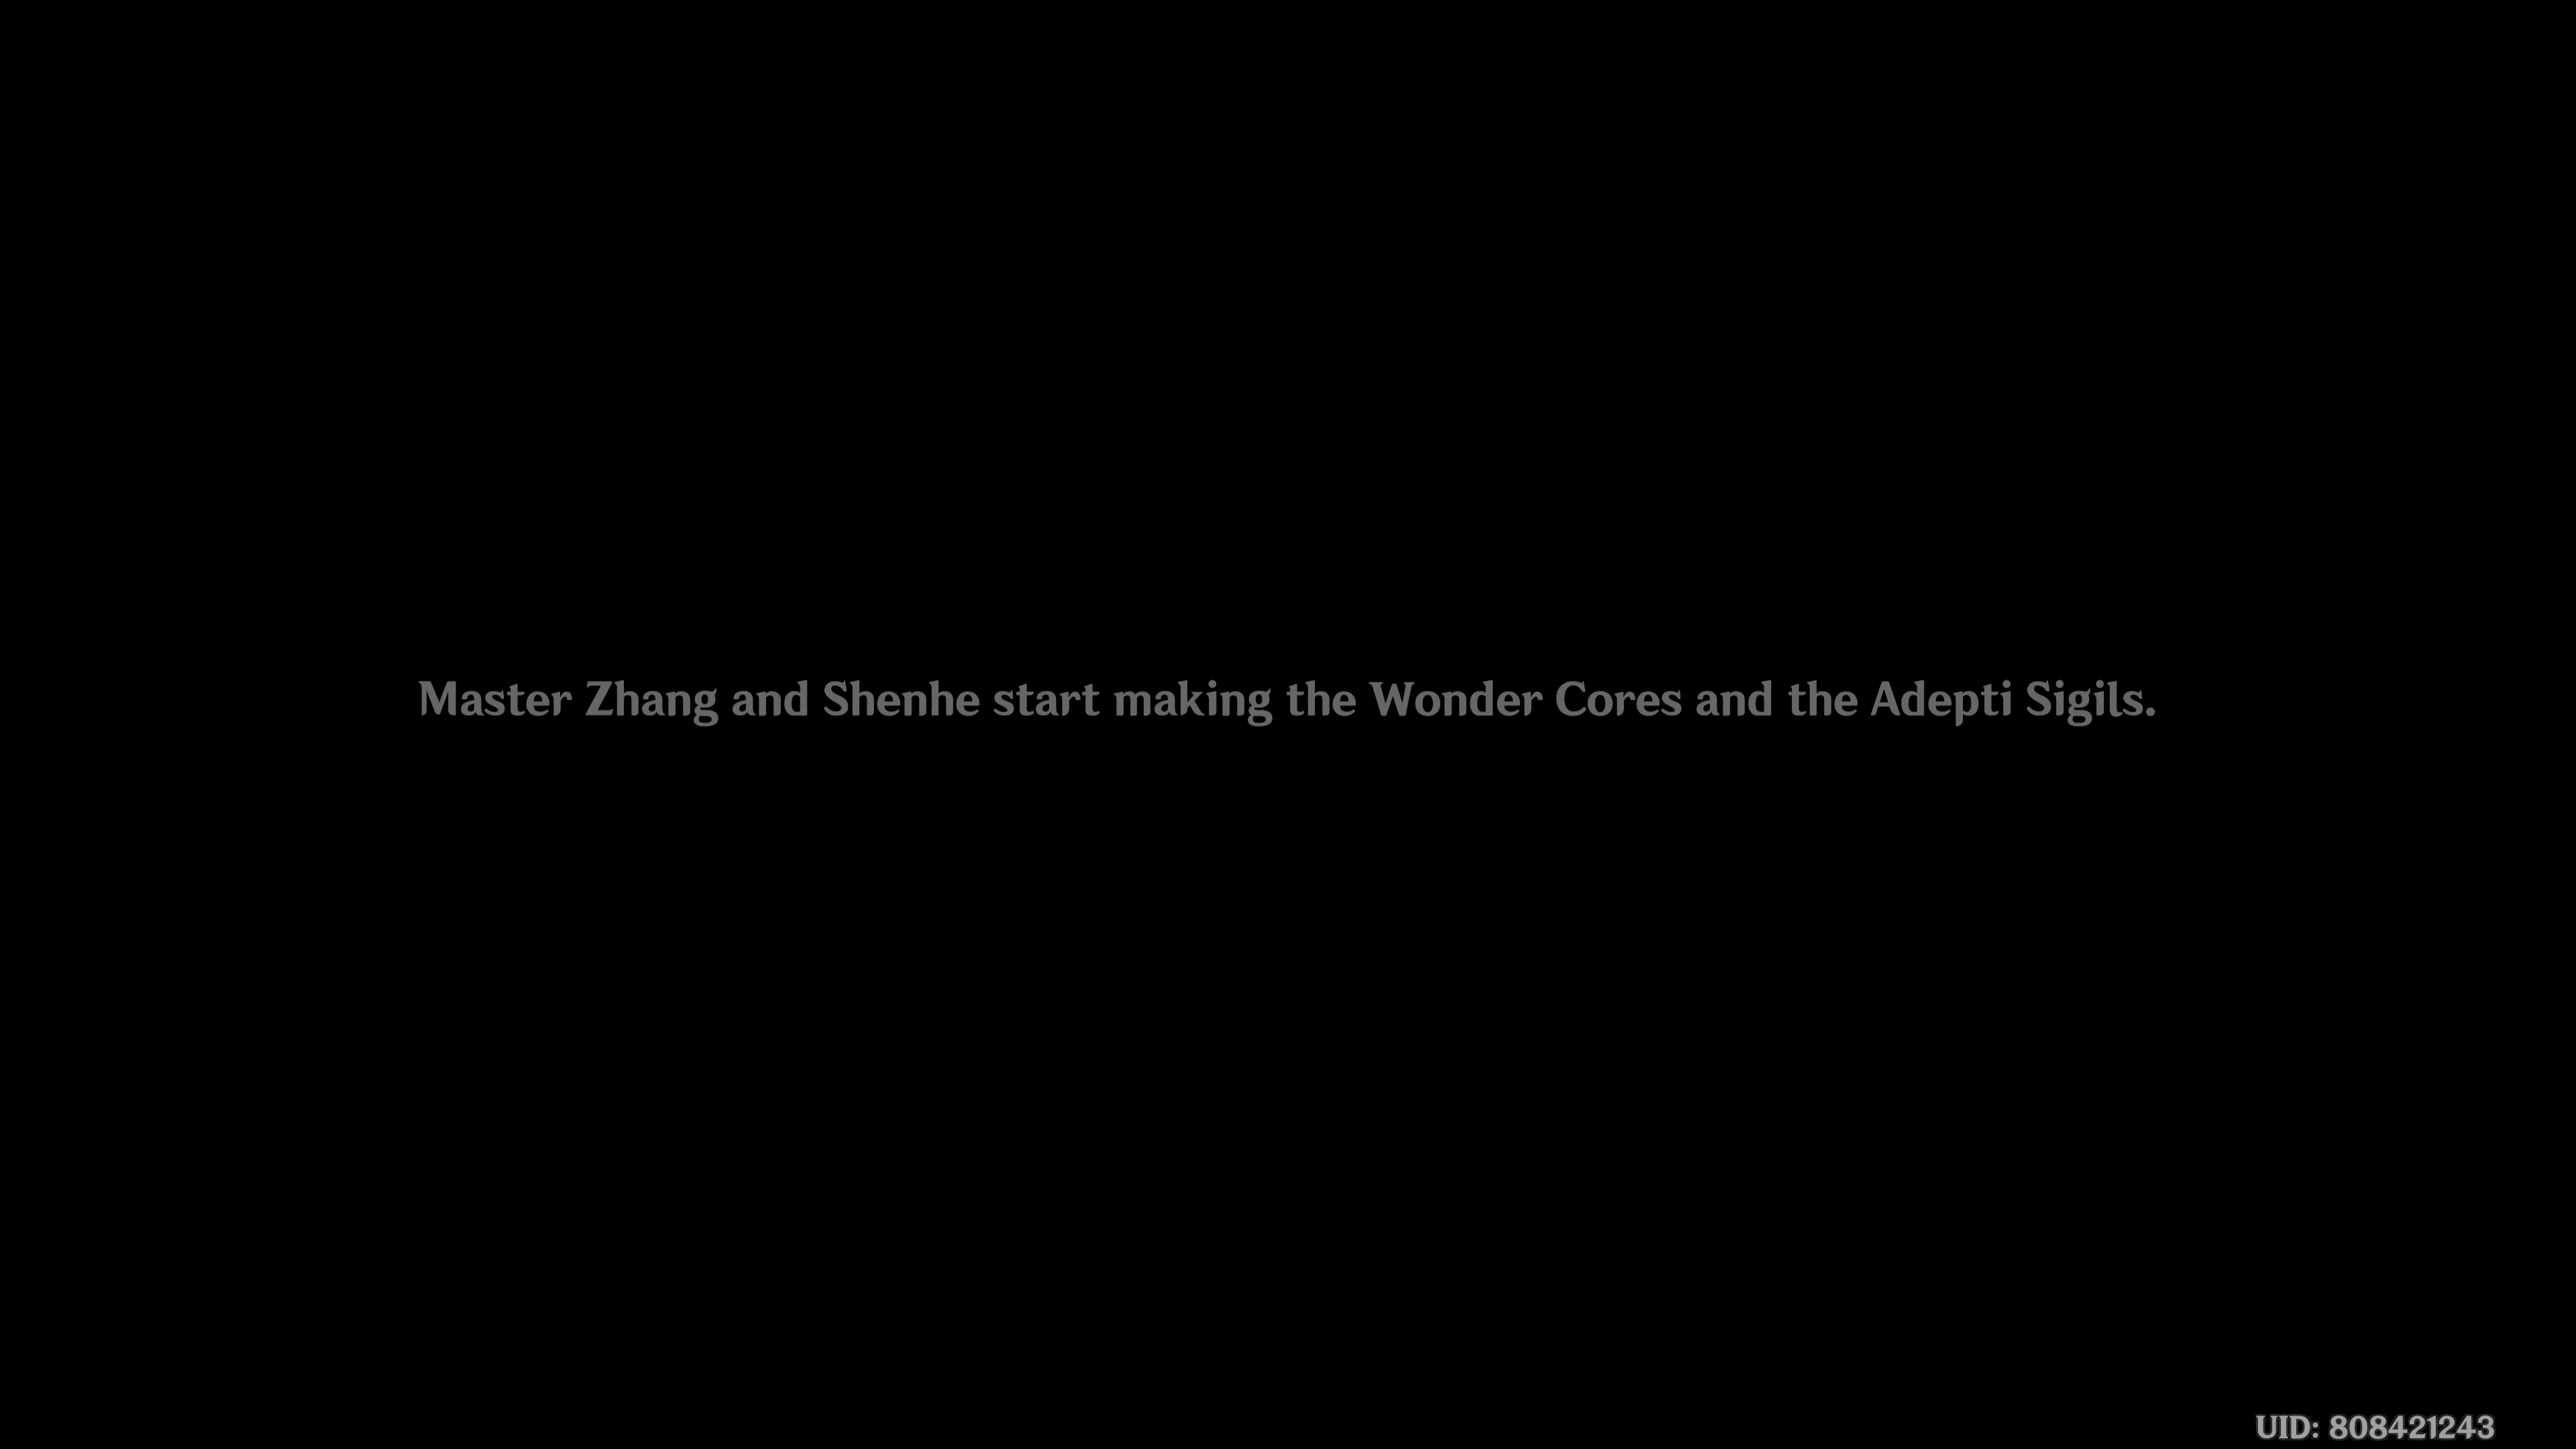 Master Zhang and Shenhe start making the Wonder Cores and the Adepti Sigils.
UID: 808421243